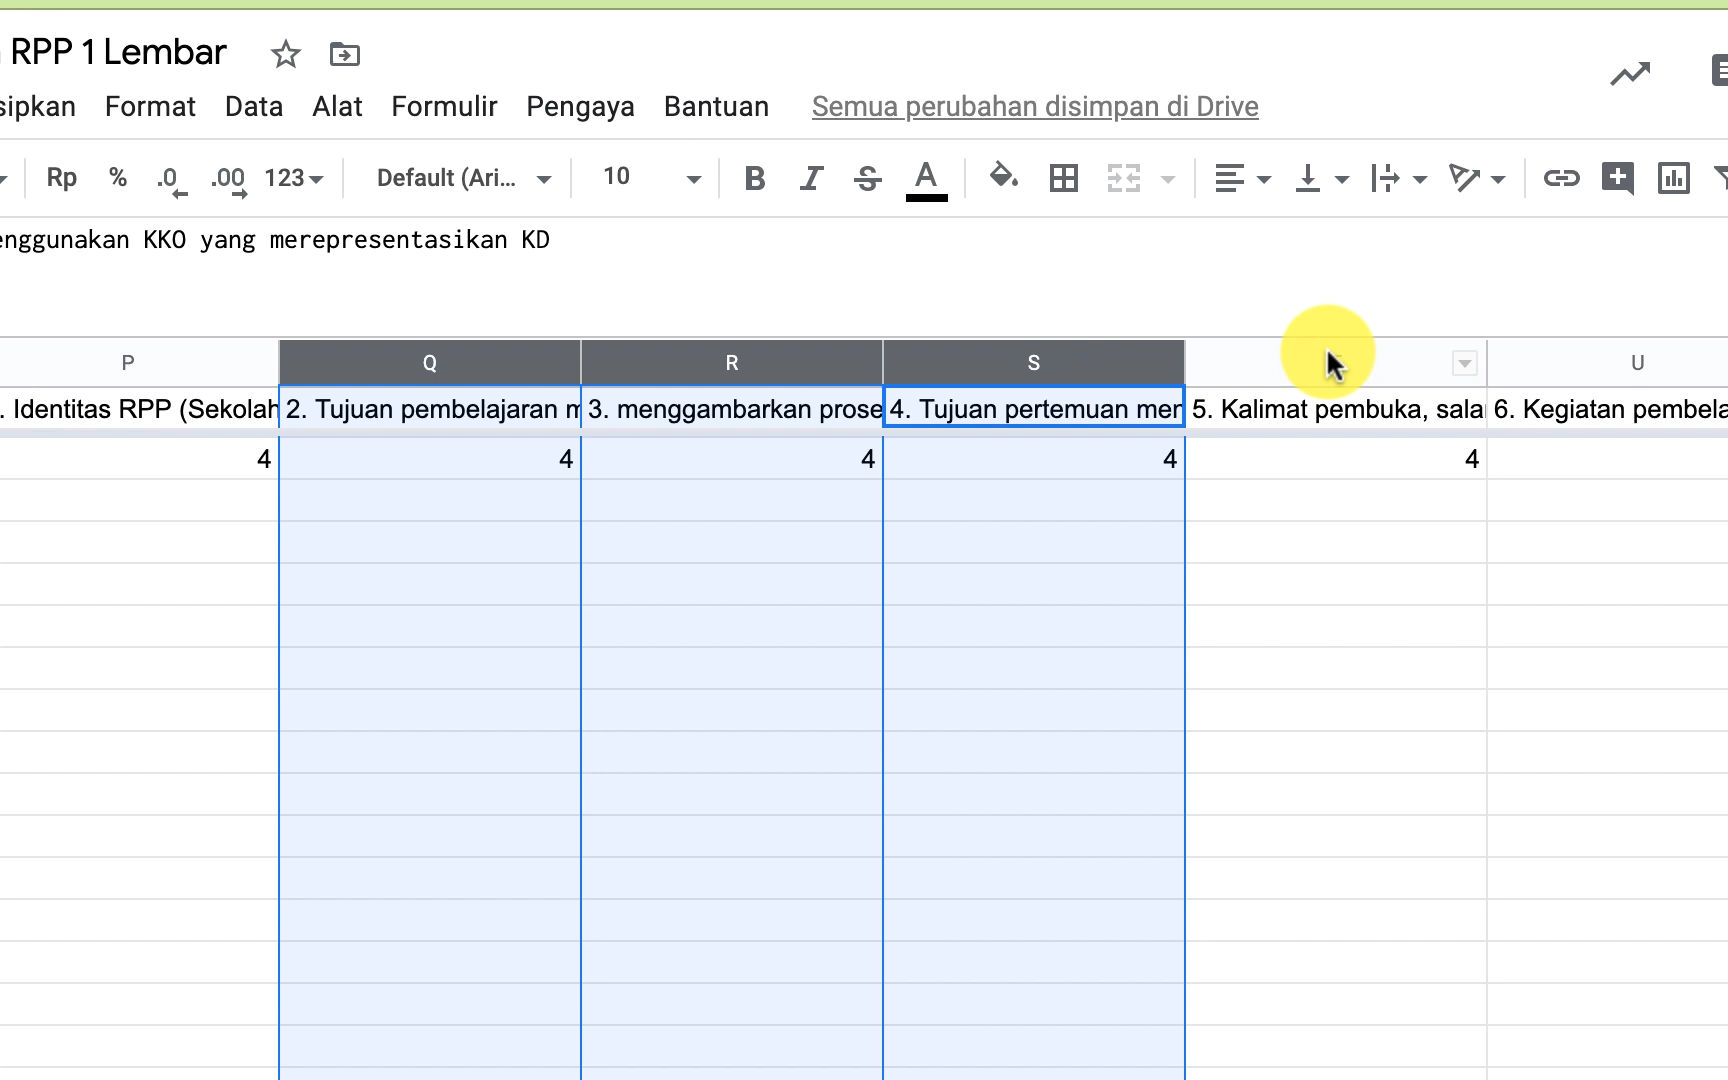 RPP 1 Lembar
sipkan Format Data Alat Formulir Pengaya Bantuan Semua perubahan disimpan di Drive
Rp % .0 .00 123 Default (Ari... 10 B I S A
enggunakan KKO yang merepresentasikan KD
P Q R S U
. Identitas RPP (Sekolah 2. Tujuan pembelajaran m 3. menggambarkan prose 4. Tujuan pertemuan men 5. Kalimat pembuka, sala 6. Kegiatan pembela
4 4 4 4 4